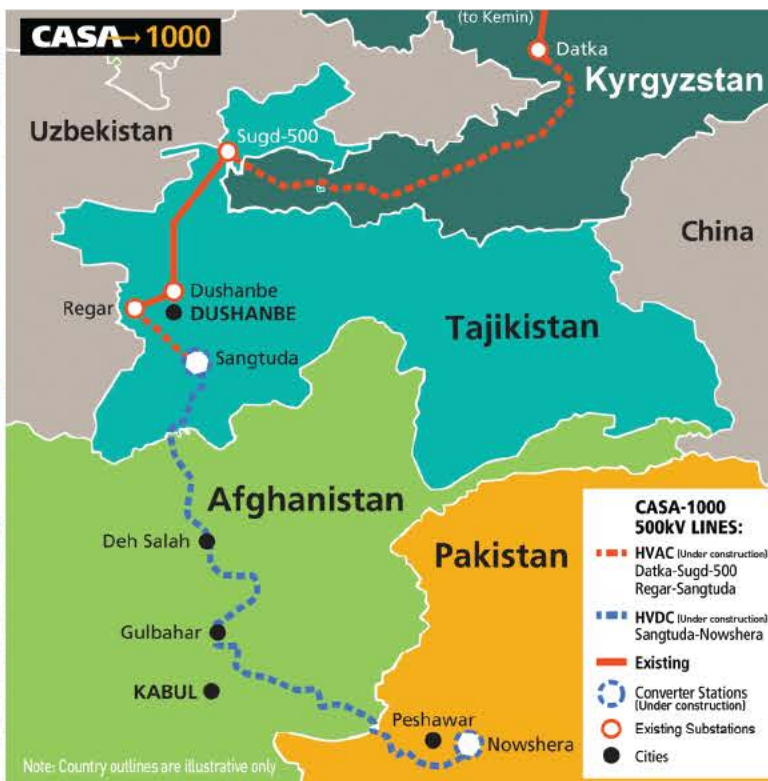 CASA→1000
(to Kemin)
Datka
Kyrgyzstan
Uzbekistan
Sugd-500
China
Dushanbe
Regar
DUSHANBE
Tajikistan
Sangtuda
Afghanistan
Deh Salah
Pakistan
Gulbahar
KABUL
Peshawar
Nowshera
Note: Country outlines are illustrative only
CASA-1000
500kV LINES:
HVAC (Under construction)
Datka-Sugd-500
Regar-Sangtuda
HVDC (Under construction)
Sangtuda-Nowshera
Existing
Converter Stations
(Under construction)
Existing Substations
Cities